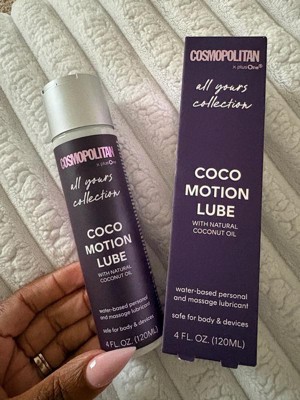 COSMOPOLITAN
x plusOne®
all yours
collection
COCO
MOTION
LUBE
WITH NATURAL
COCONUT OIL
water-based personal
and massage lubricant
safe for body & devices
4 FL. OZ. (120ML)
COSMOPOLITAN
x plusOne®
all yours
collection
COCO
MOTION
LUBE
WITH NATURAL
COCONUT OIL
water-based personal
and massage lubricant
safe for body & devices
4 FL. OZ. (120ML)